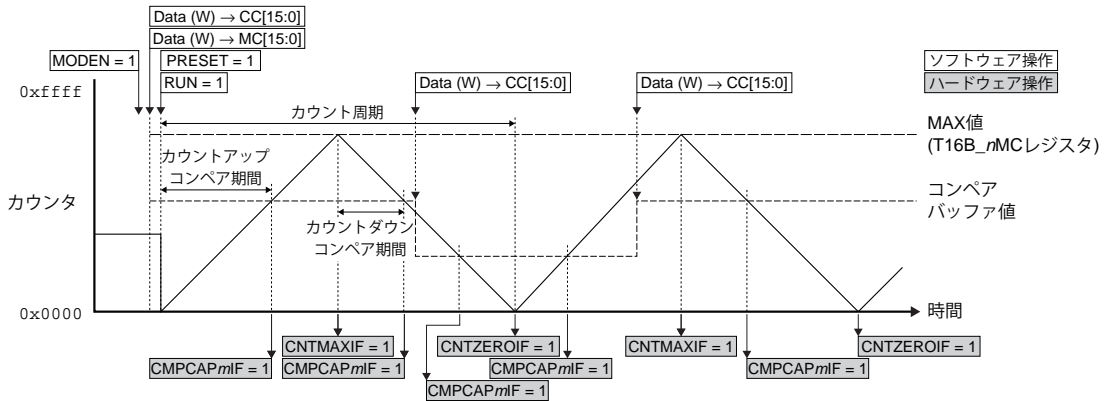 Data (W) → CC[15:0]
Data (W) → MC[15:0]
MODEN = 1
PRESET = 1
RUN = 1
ソフトウェア操作
ハードウェア操作
Data (W) → CC[15:0]
Data (W) → CC[15:0]
0xffff
カウント周期
MAX値
(T16B_nMCレジスタ)
カウントアップ
コンペア期間
カウンタ
コンペア
バッファ値
カウントダウン
コンペア期間
0x0000
時間
CNTMAXIF = 1
CNTZEROIF = 1
CNTMAXIF = 1
CNTZEROIF = 1
CMPCAPmIF = 1
CMPCAPmIF = 1
CMPCAPmIF = 1
CMPCAPmIF = 1
CMPCAPmIF = 1